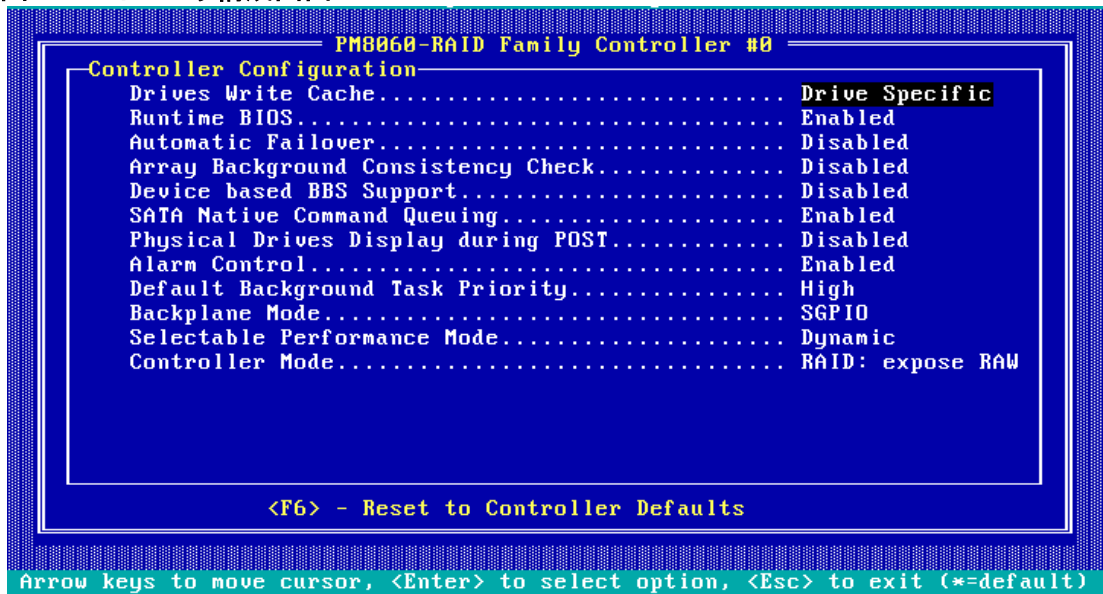 PM8060-RAID Family Controller #0
Controller Configuration
Drives Write Cache.............................. Drive Specific
Runtime BIOS.................................... Enabled
Automatic Failover.............................. Disabled
Array Background Consistency Check.............. Disabled
Device based BBS Support........................ Disabled
SATA Native Command Queuing..................... Enabled
Physical Drives Display during POST............. Disabled
Alarm Control................................... Enabled
Default Background Task Priority................ High
Backplane Mode.................................. SGPIO
Selectable Performance Mode..................... Dynamic
Controller Mode................................. RAID: expose RAW
<F6> - Reset to Controller Defaults
Arrow keys to move cursor, <Enter> to select option, <Esc> to exit (*=default)